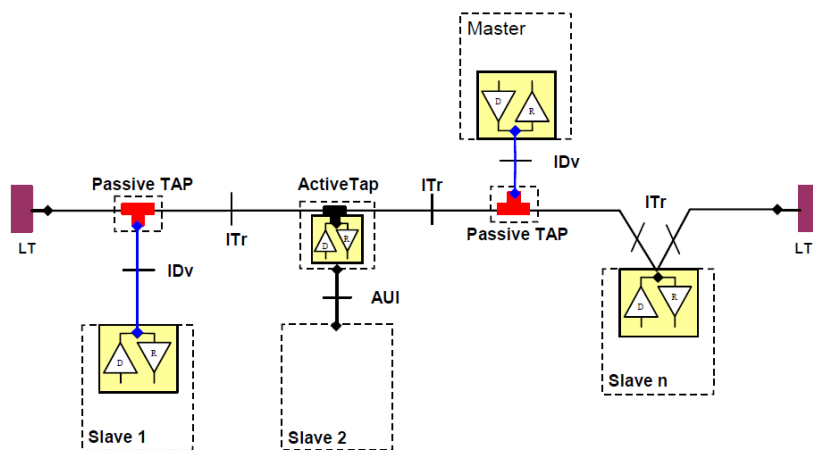 Master
D
R
IDv
Passive TAP
ActiveTap
ITr
ITr
LT
ITr
D
R
Passive TAP
LT
IDv
AUI
D
R
D
R
Slave 1
Slave 2
Slave n